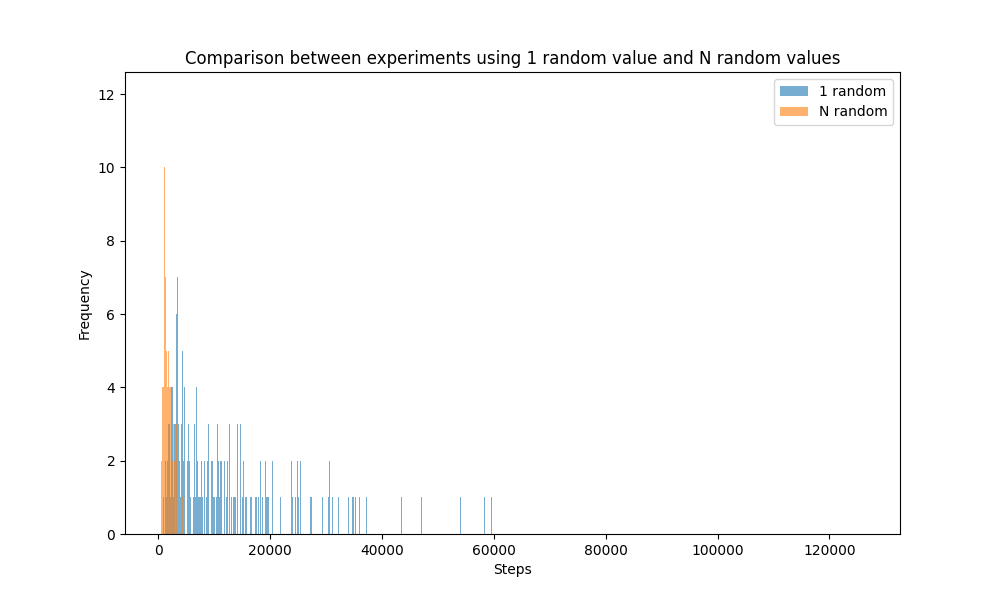 Comparison between experiments using 1 random value and N random values
1 random
N random
12
10
8
6
4
2
0
Frequency
0 20000 40000 60000 80000 100000 120000
Steps